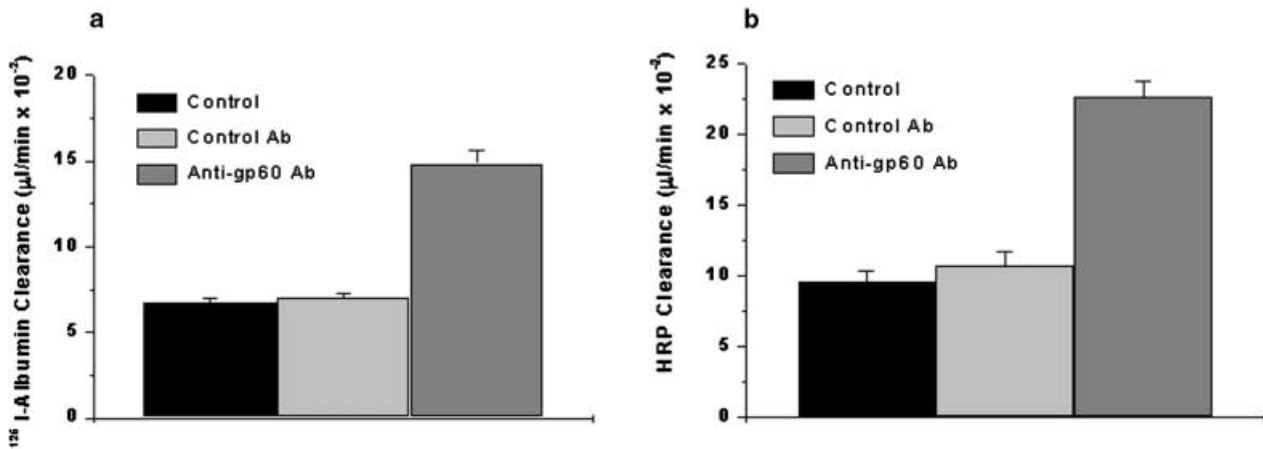 a
¹²⁶ I-Albumin Clearance (µl/min x 10⁻²)
20
15
10
5
0
Control
Control Ab
Anti-gp60 Ab
b
HRP Clearance (µl/min x 10⁻²)
25
20
15
10
5
0
Control
Control Ab
Anti-gp60 Ab